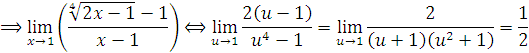 ⟹ lim_{x→1} ( (∜(2x − 1) − 1) / (x − 1) ) ⟺ lim_{u→1} 2(u − 1) / (u⁴ − 1) = lim_{u→1} 2 / ((u + 1)(u² + 1)) = 1/2